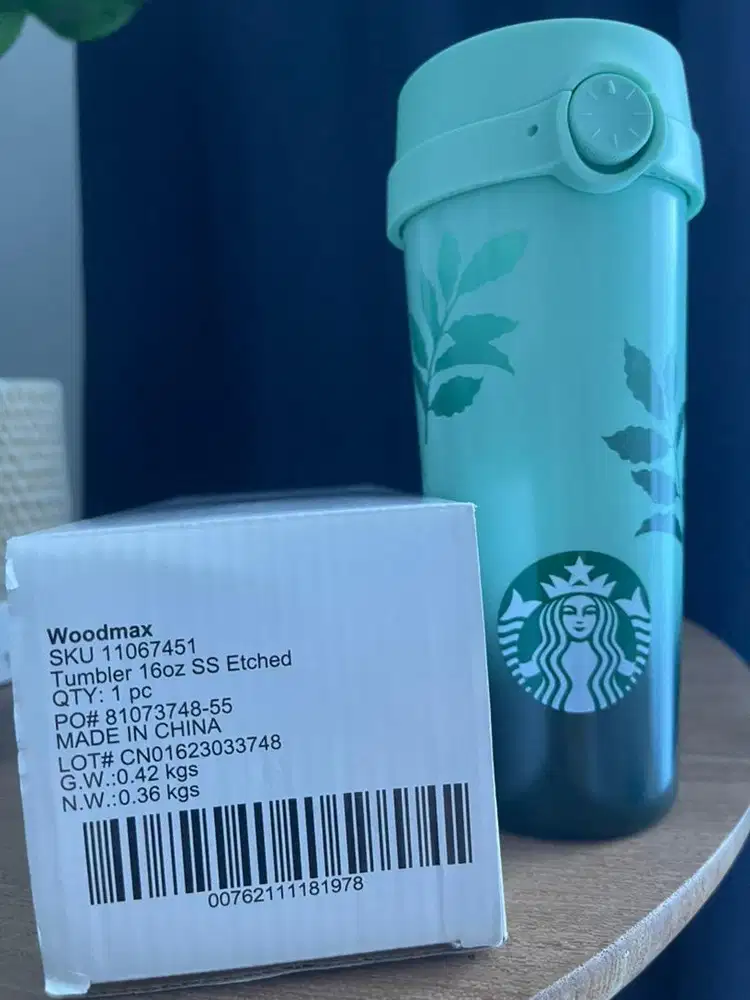 Woodmax
SKU 11067451
Tumbler 16oz SS Etched
QTY: 1 pc
PO# 81073748-55
MADE IN CHINA
LOT# CN01623033748
G.W.:0.42 kgs
N.W.:0.36 kgs
00762111181978